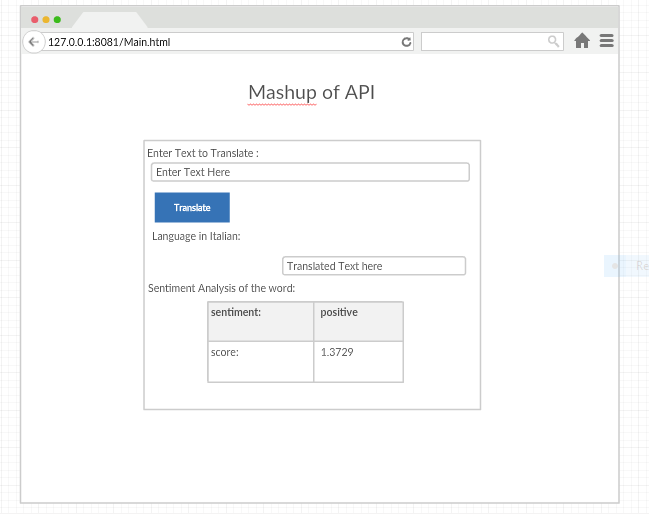 127.0.0.1:8081/Main.html
Mashup of API
Enter Text to Translate :
Enter Text Here
Translate
Language in Italian:
Translated Text here
Sentiment Analysis of the word:
sentiment: positive
score: 1.3729
Re